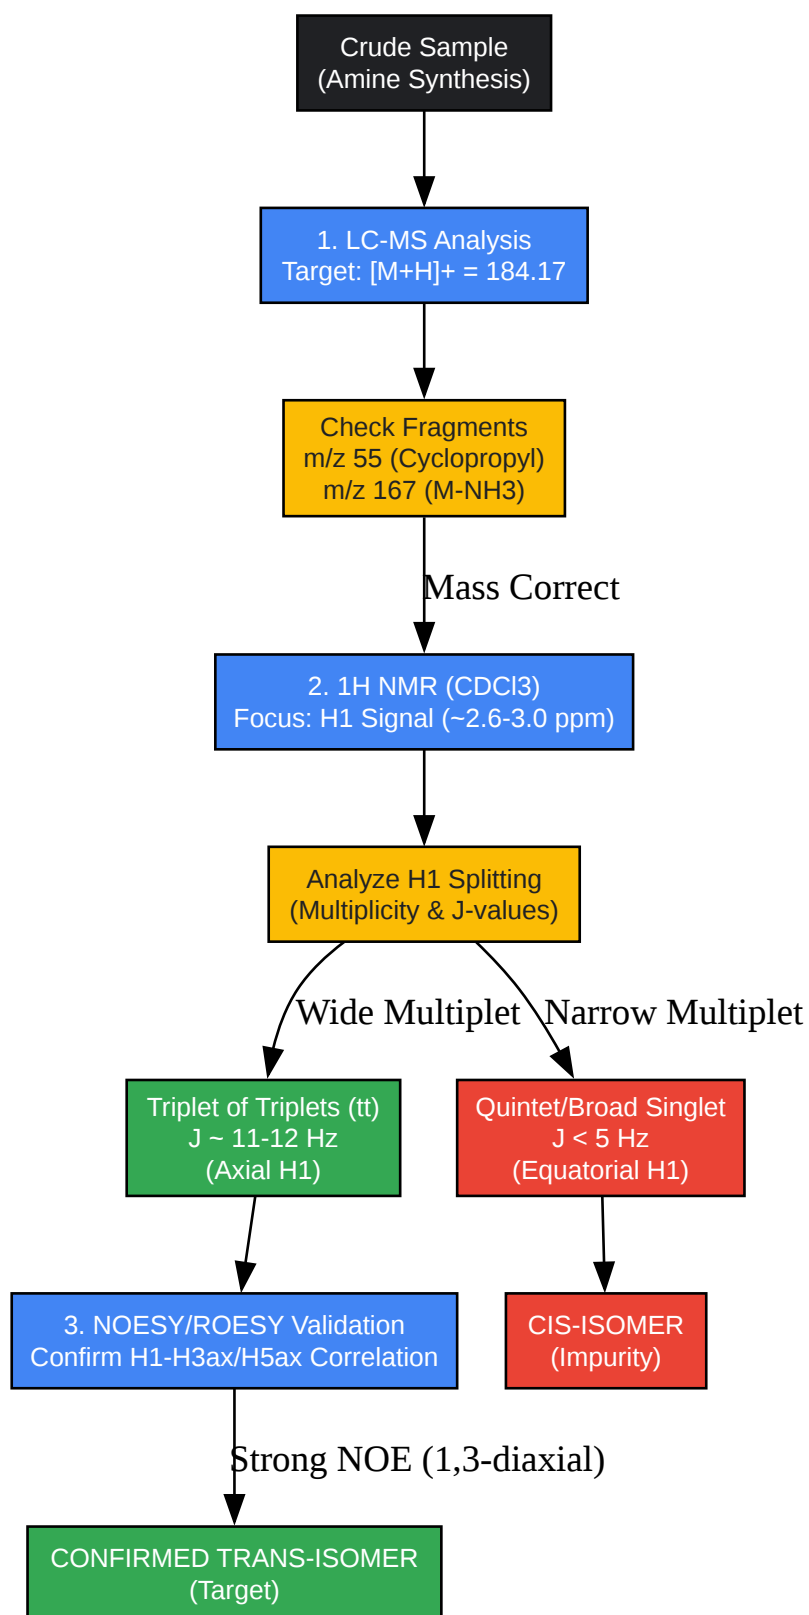 Crude Sample
(Amine Synthesis)
1. LC-MS Analysis
Target: [M+H]+ = 184.17
Check Fragments
m/z 55 (Cyclopropyl)
m/z 167 (M-NH3)
Mass Correct
2. 1H NMR (CDCl3)
Focus: H1 Signal (~2.6-3.0 ppm)
Analyze H1 Splitting
(Multiplicity & J-values)
Wide Multiplet
Narrow Multiplet
Triplet of Triplets (tt)
J ~ 11-12 Hz
(Axial H1)
Quintet/Broad Singlet
J < 5 Hz
(Equatorial H1)
3. NOESY/ROESY Validation
Confirm H1-H3ax/H5ax Correlation
CIS-ISOMER
(Impurity)
Strong NOE (1,3-diaxial)
CONFIRMED TRANS-ISOMER
(Target)